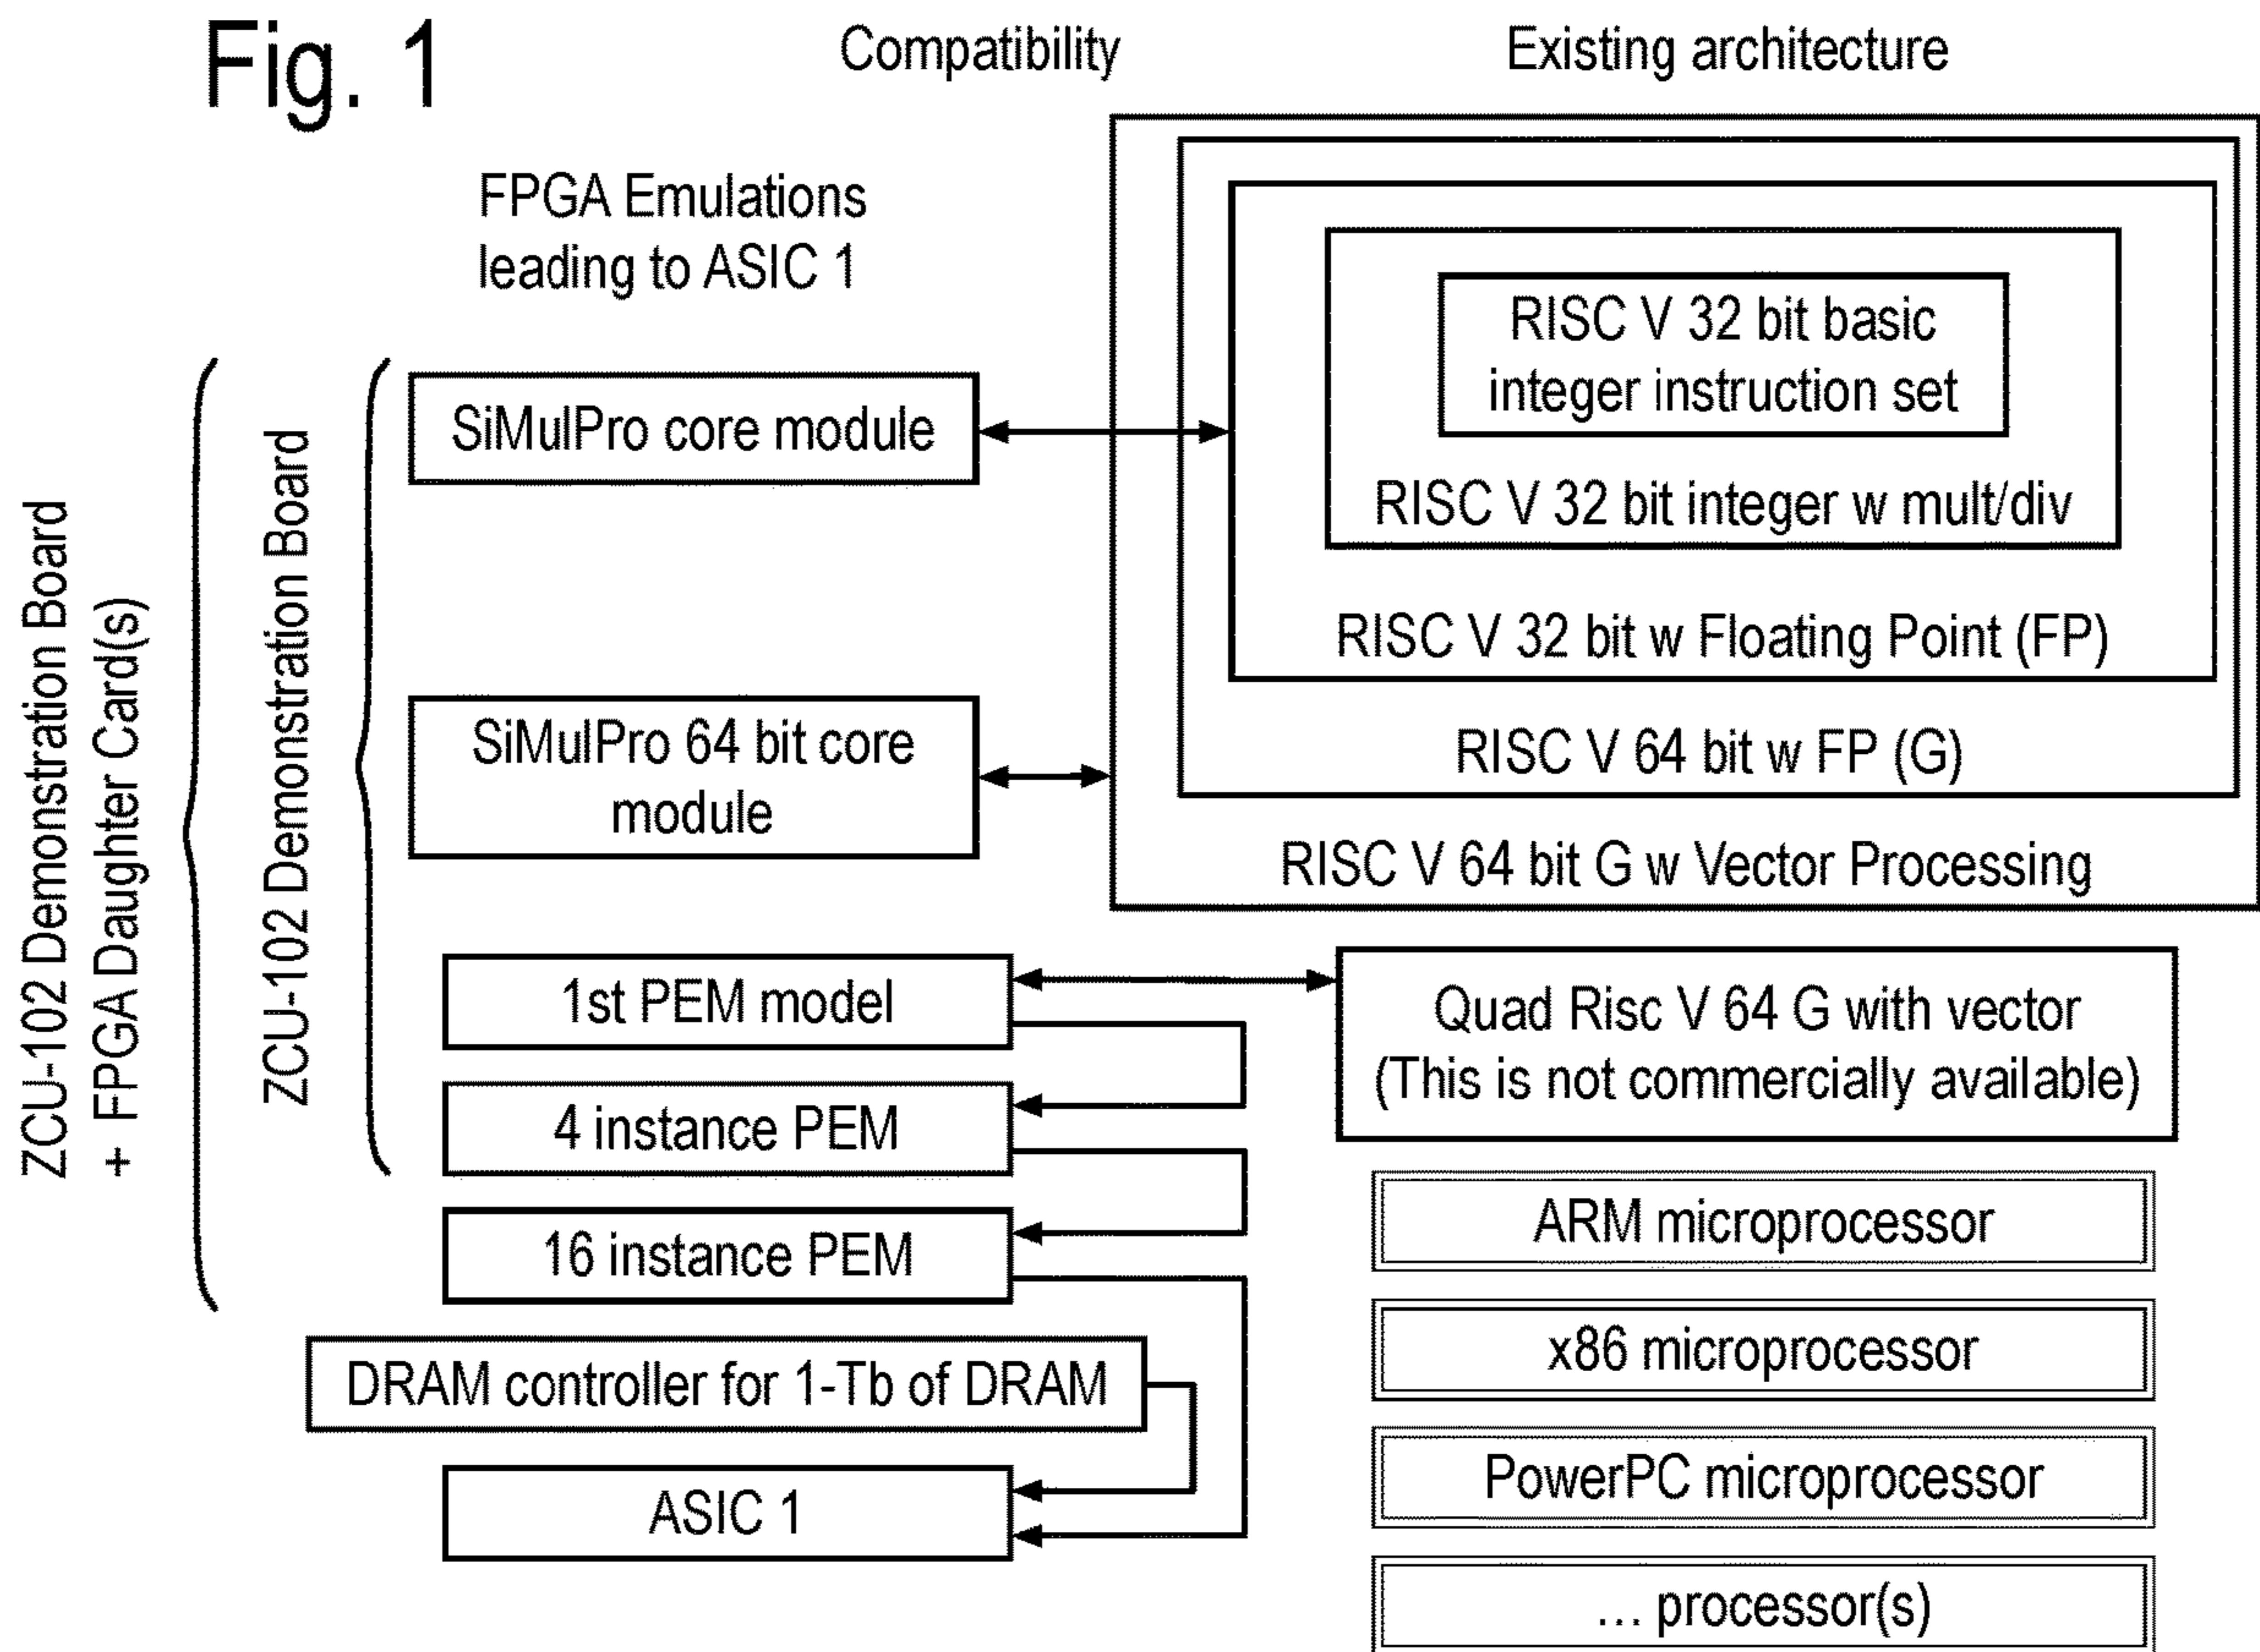 Fig. 1
Compatibility
Existing architecture
FPGA Emulations
leading to ASIC 1
ZCU-102 Demonstration Board
+ FPGA Daughter Card(s)
ZCU-102 Demonstration Board
SiMulPro core module
SiMulPro 64 bit core
module
1st PEM model
4 instance PEM
16 instance PEM
DRAM controller for 1-Tb of DRAM
ASIC 1
RISC V 32 bit basic
integer instruction set
RISC V 32 bit integer w mult/div
RISC V 32 bit w Floating Point (FP)
RISC V 64 bit w FP (G)
RISC V 64 bit G w Vector Processing
Quad Risc V 64 G with vector
(This is not commercially available)
ARM microprocessor
x86 microprocessor
PowerPC microprocessor
... processor(s)